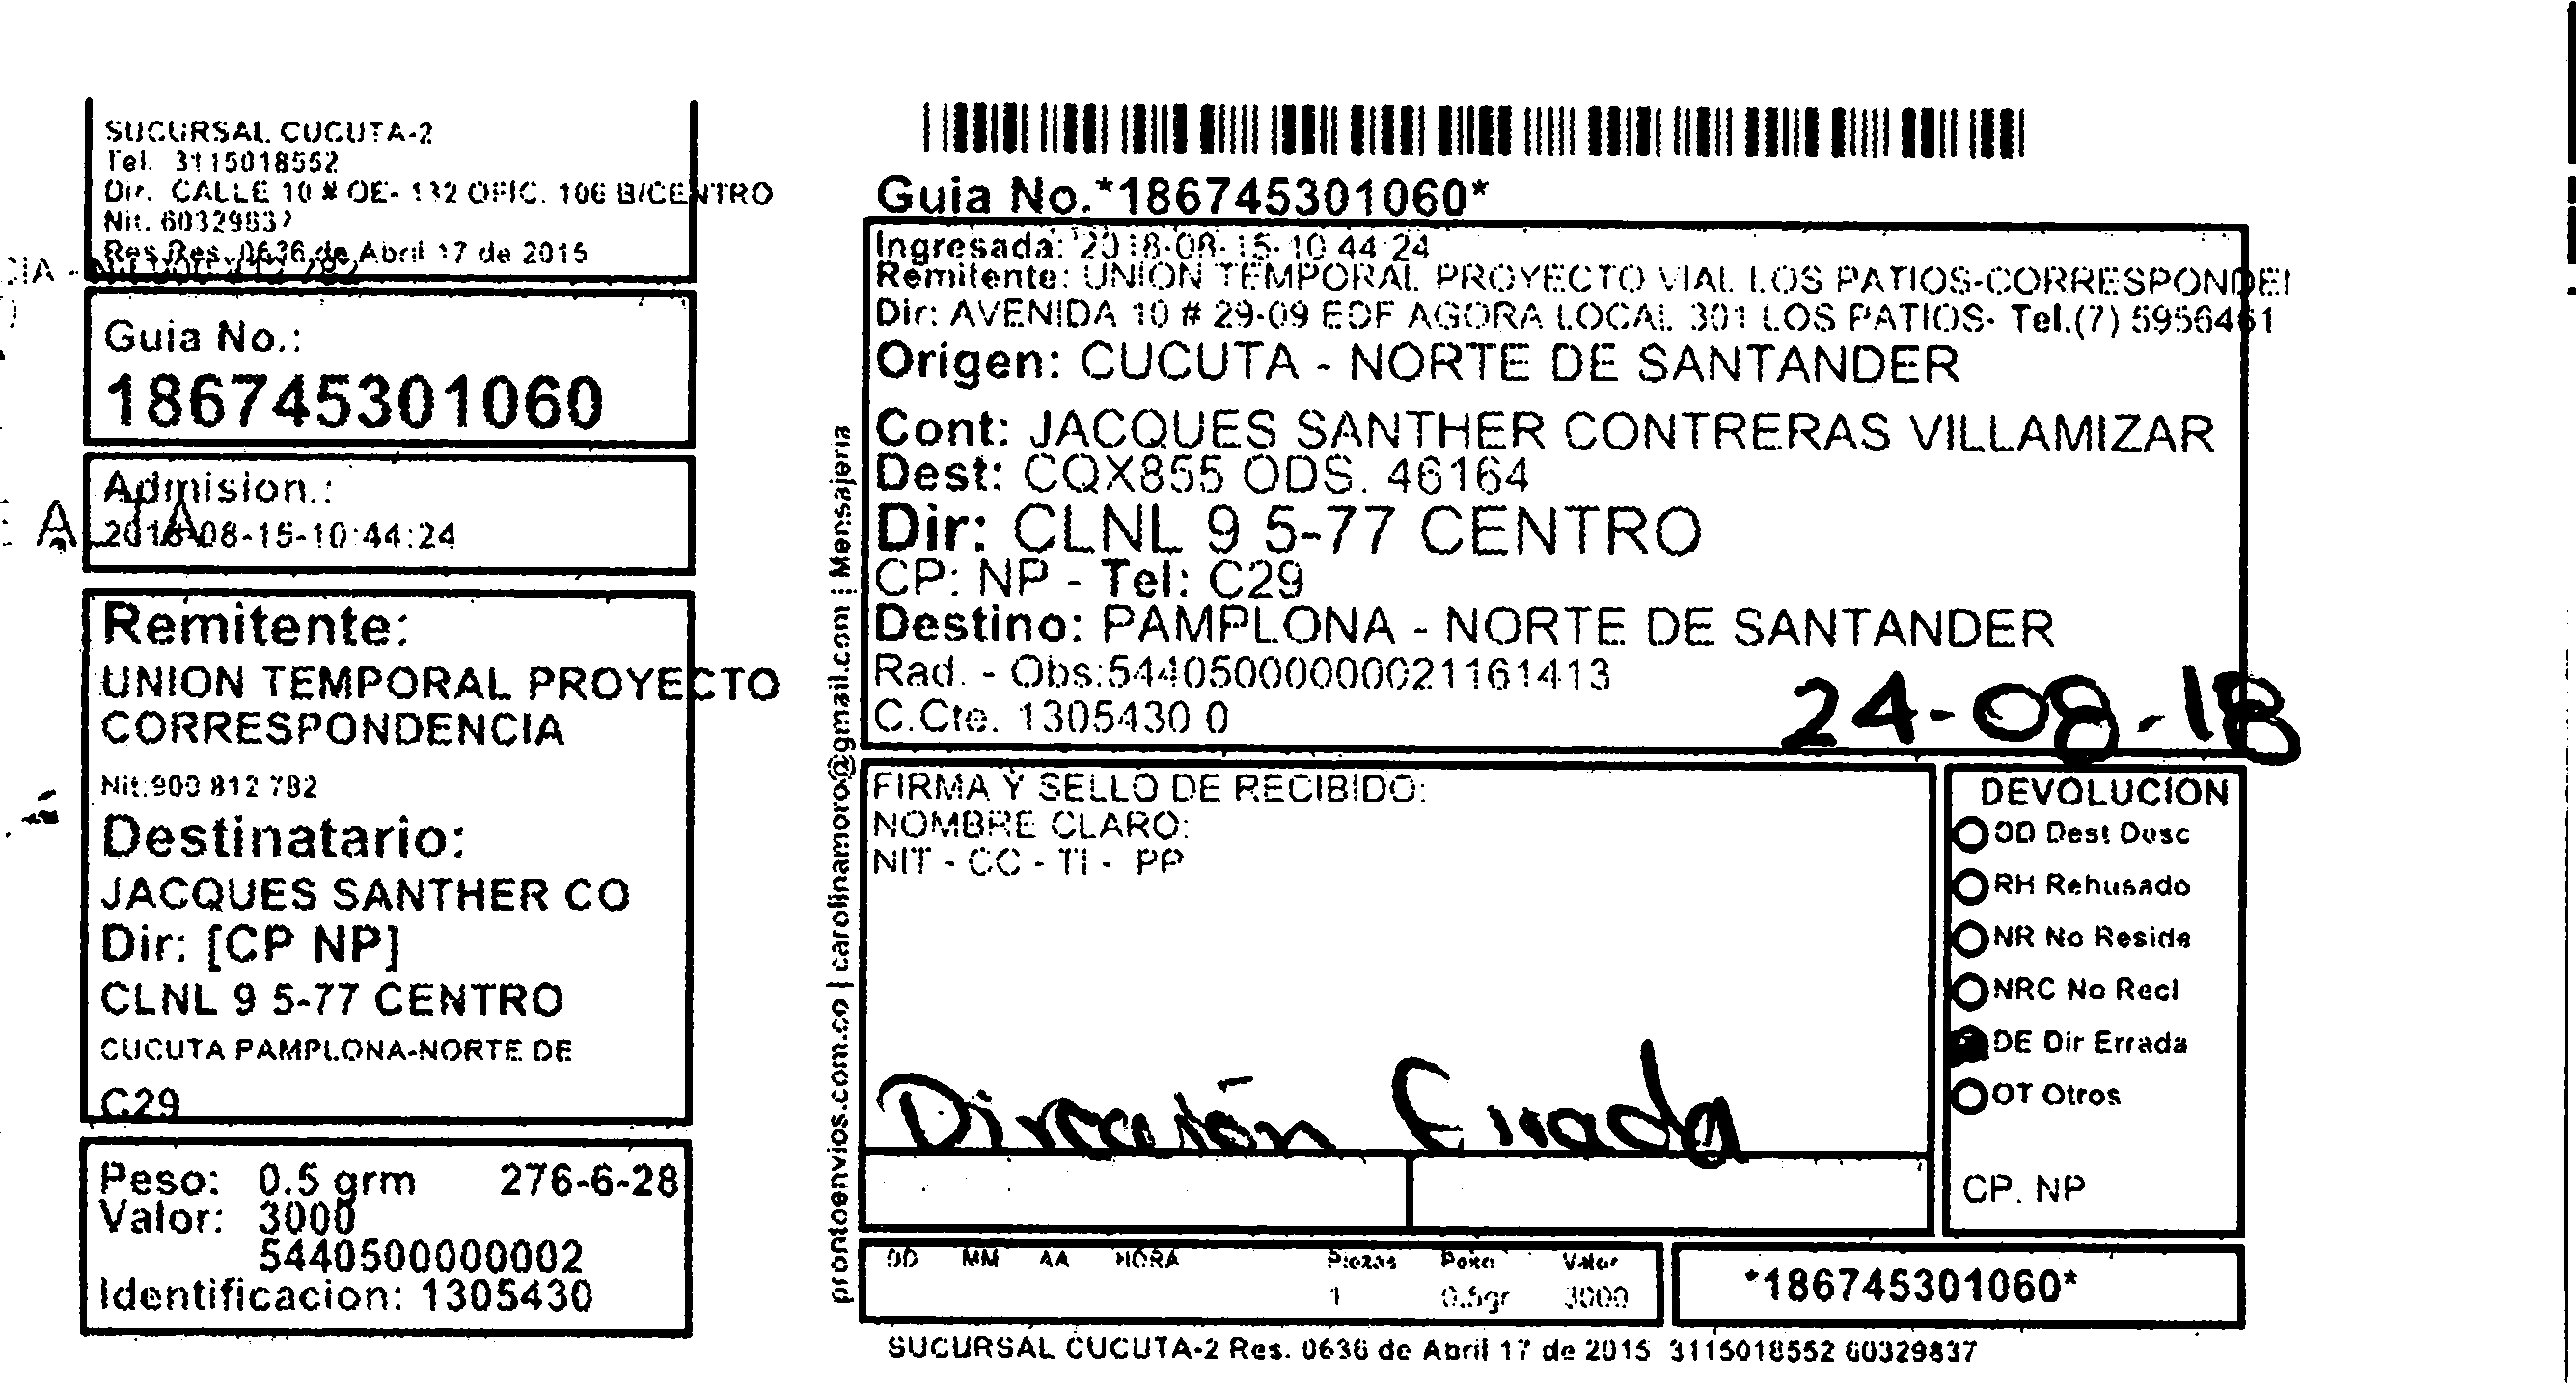 SUCURSAL CUCUTA-2
Tel. 3115018552
Dir. CALLE 10 # OE- 132 OFIC. 106 B/CENTRO
Nit. 60329837
Res.Res. 0636 de Abril 17 de 2015
Guia No.:
186745301060
Admision.:
2018-08-15-10:44:24
Remitente:
UNION TEMPORAL PROYECTO
CORRESPONDENCIA
Nit:900 812 782
Destinatario:
JACQUES SANTHER CO
Dir: [CP NP]
CLNL 9 5-77 CENTRO
CUCUTA PAMPLONA-NORTE DE
C29
Peso: 0.5 grm 276-6-28
Valor: 3000
5440500000002
Identificacion: 1305430
prontoenvios.com.co | carolinamoro@gmail.com | Mensajeria
Guia No.*186745301060*
Ingresada: 2018-08-15-10 44 24
Remitente: UNION TEMPORAL PROYECTO VIAL LOS PATIOS-CORRESPONDEI
Dir: AVENIDA 10 # 29-09 EDF AGORA LOCAL 301 LOS PATIOS- Tel.(7) 5956461
Origen: CUCUTA - NORTE DE SANTANDER
Cont: JACQUES SANTHER CONTRERAS VILLAMIZAR
Dest: CQX855 ODS. 46164
Dir: CLNL 9 5-77 CENTRO
CP: NP - Tel: C29
Destino: PAMPLONA - NORTE DE SANTANDER
Rad. - Obs:5440500000021161413
C.Cte. 1305430 0
24-08-18
FIRMA Y SELLO DE RECIBIDO:
NOMBRE CLARO:
NIT - CC - TI - PP
Dirección Errada
DEVOLUCION
OD Dest Desc
RH Rehusado
NR No Reside
NRC No Recl
DE Dir Errada
OT Otros
CP. NP
DD MM AA HORA Piezas Peso Valor
1 0.5gr 3000
*186745301060*
SUCURSAL CUCUTA-2 Res. 0636 de Abril 17 de 2015 3115018552 60329837